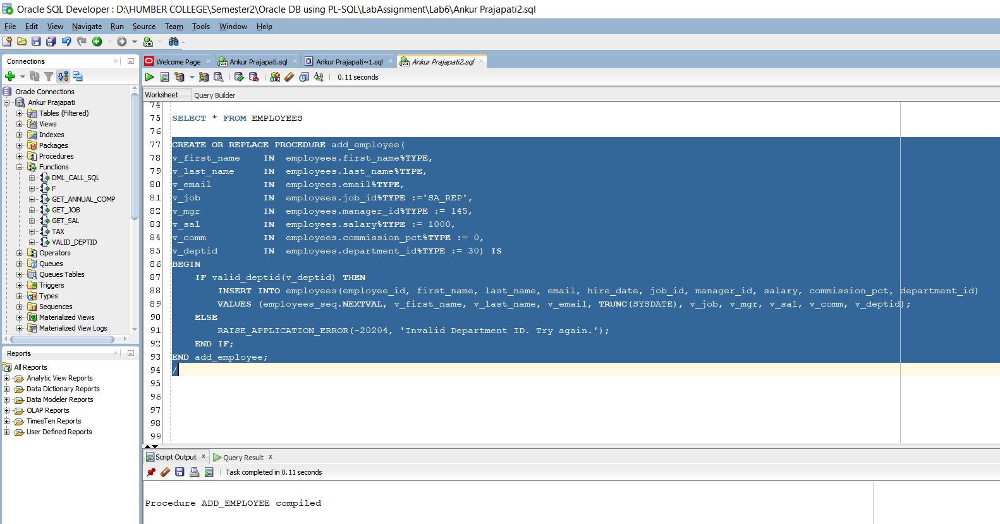 Oracle SQL Developer : D:\HUMBER COLLEGE\Semester2\Oracle DB using PL-SQL\LabAssignment\Lab6\Ankur Prajapati2.sql
File Edit View Navigate Run Source Team Tools Window Help
Connections
Oracle Connections
Ankur Prajapati
Tables (Filtered)
Views
Indexes
Packages
Procedures
Functions
DML_CALL_SQL
F
GET_ANNUAL_COMP
GET_JOB
GET_SAL
TAX
VALID_DEPTID
Operators
Queues
Queues Tables
Triggers
Types
Sequences
Materialized Views
Materialized View Logs
Reports
All Reports
Analytic View Reports
Data Dictionary Reports
Data Modeler Reports
OLAP Reports
TimesTen Reports
User Defined Reports
Welcome Page Ankur Prajapati.sql Ankur Prajapati~1.sql Ankur Prajapati2.sql
0.11 seconds
Worksheet Query Builder
74
75 SELECT * FROM EMPLOYEES
76
77 CREATE OR REPLACE PROCEDURE add_employee(
78 v_first_name IN employees.first_name%TYPE,
79 v_last_name IN employees.last_name%TYPE,
80 v_email IN employees.email%TYPE,
81 v_job IN employees.job_id%TYPE :='SA_REP',
82 v_mgr IN employees.manager_id%TYPE := 145,
83 v_sal IN employees.salary%TYPE := 1000,
84 v_comm IN employees.commission_pct%TYPE := 0,
85 v_deptid IN employees.department_id%TYPE := 30) IS
86 BEGIN
87 IF valid_deptid(v_deptid) THEN
88 INSERT INTO employees(employee_id, first_name, last_name, email, hire_date, job_id, manager_id, salary, commission_pct, department_id)
89 VALUES (employees_seq.NEXTVAL, v_first_name, v_last_name, v_email, TRUNC(SYSDATE), v_job, v_mgr, v_sal, v_comm, v_deptid);
90 ELSE
91 RAISE_APPLICATION_ERROR(-20204, 'Invalid Department ID. Try again.');
92 END IF;
93 END add_employee;
94 /
95
96
97
98
99
Script Output Query Result
Task completed in 0.11 seconds
Procedure ADD_EMPLOYEE compiled